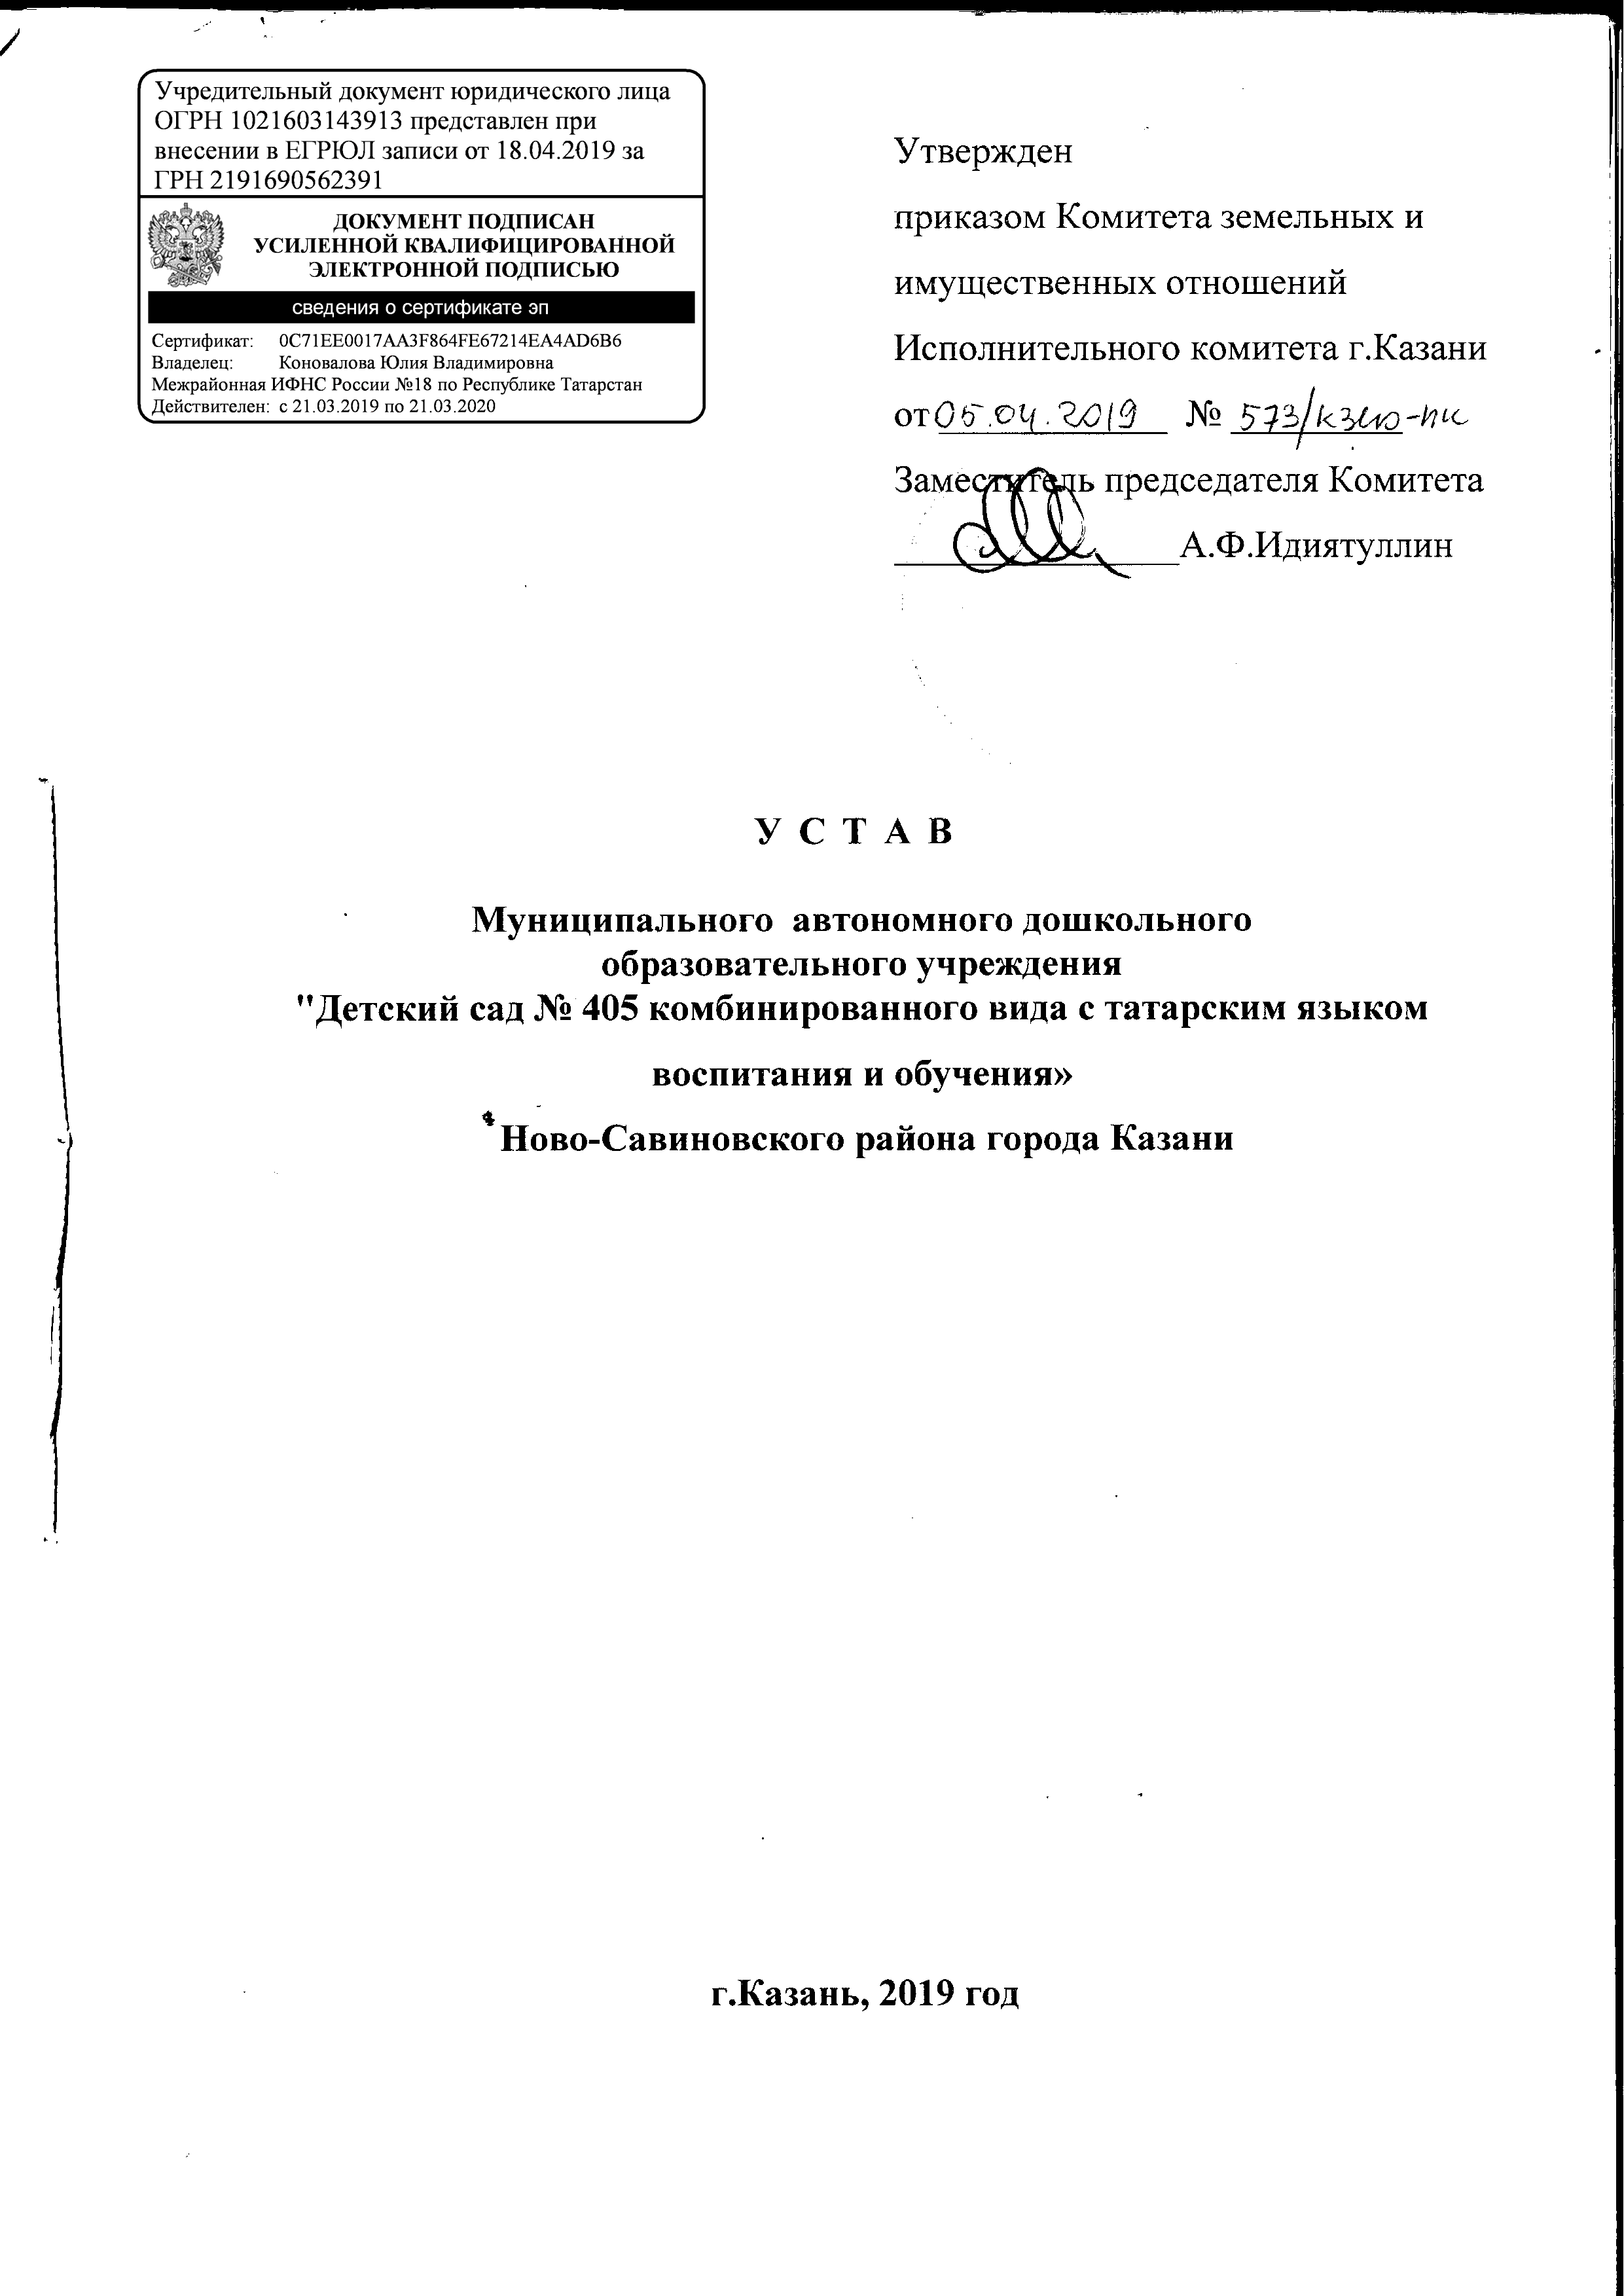 Учредительный документ юридического лица
ОГРН 1021603143913 представлен при
внесении в ЕГРЮЛ записи от 18.04.2019 за
ГРН 2191690562391
ДОКУМЕНТ ПОДПИСАН
УСИЛЕННОЙ КВАЛИФИЦИРОВАННОЙ
ЭЛЕКТРОННОЙ ПОДПИСЬЮ
сведения о сертификате эп
Сертификат: 0C71EE0017AA3F864FE67214EA4AD6B6
Владелец: Коновалова Юлия Владимировна
Межрайонная ИФНС России №18 по Республике Татарстан
Действителен: с 21.03.2019 по 21.03.2020
Утвержден
приказом Комитета земельных и
имущественных отношений
Исполнительного комитета г.Казани
от 05.04.2019 № 573/кзио-пк
Заместитель председателя Комитета
А.Ф.Идиятуллин
У С Т А В
Муниципального автономного дошкольного
образовательного учреждения
"Детский сад № 405 комбинированного вида с татарским языком
воспитания и обучения»
Ново-Савиновского района города Казани
г.Казань, 2019 год